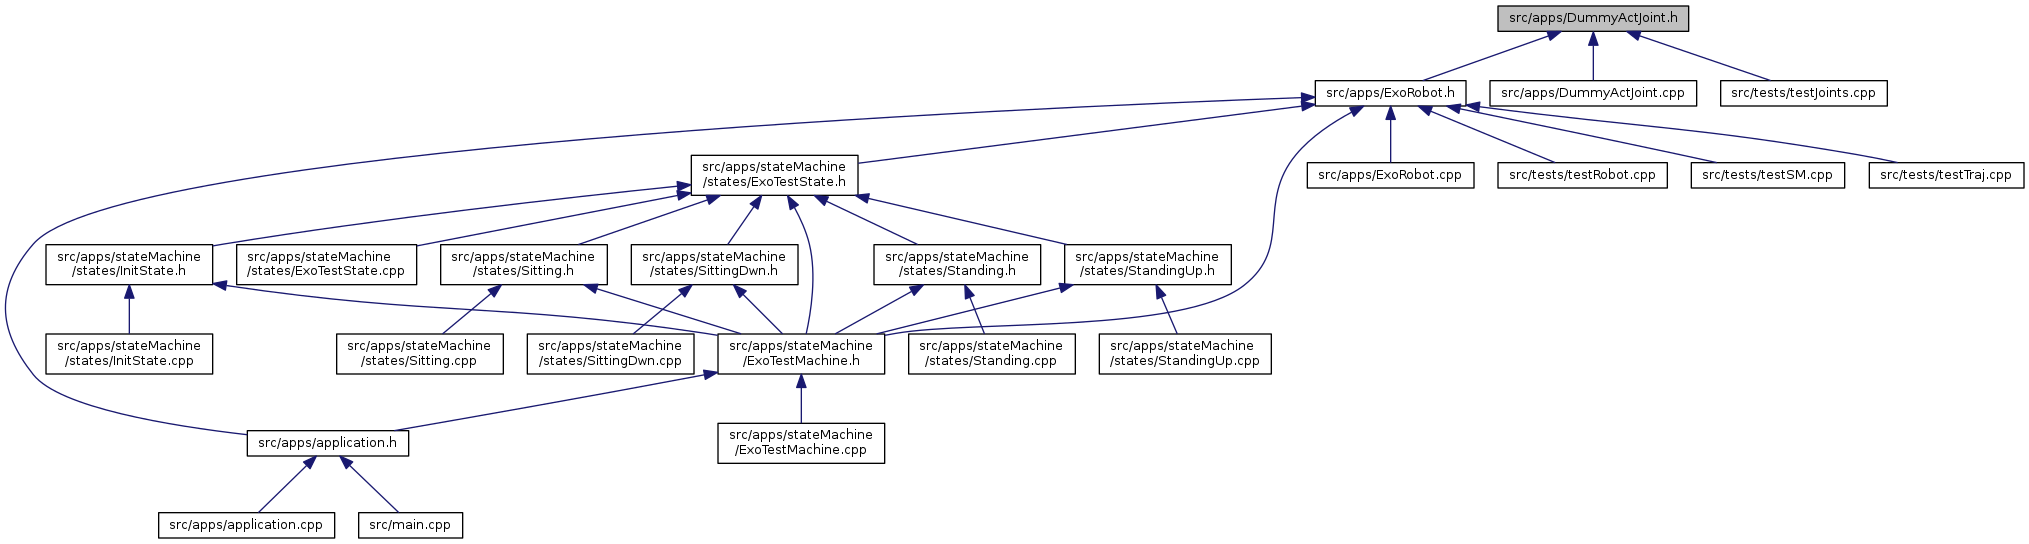 src/apps/DummyActJoint.h
src/apps/ExoRobot.h
src/apps/DummyActJoint.cpp
src/tests/testJoints.cpp
src/apps/stateMachine
/states/ExoTestState.h
src/apps/ExoRobot.cpp
src/tests/testRobot.cpp
src/tests/testSM.cpp
src/tests/testTraj.cpp
src/apps/stateMachine
/states/InitState.h
src/apps/stateMachine
/states/ExoTestState.cpp
src/apps/stateMachine
/states/Sitting.h
src/apps/stateMachine
/states/SittingDwn.h
src/apps/stateMachine
/states/Standing.h
src/apps/stateMachine
/states/StandingUp.h
src/apps/stateMachine
/states/InitState.cpp
src/apps/stateMachine
/states/Sitting.cpp
src/apps/stateMachine
/states/SittingDwn.cpp
src/apps/stateMachine
/ExoTestMachine.h
src/apps/stateMachine
/states/Standing.cpp
src/apps/stateMachine
/states/StandingUp.cpp
src/apps/application.h
src/apps/stateMachine
/ExoTestMachine.cpp
src/apps/application.cpp
src/main.cpp